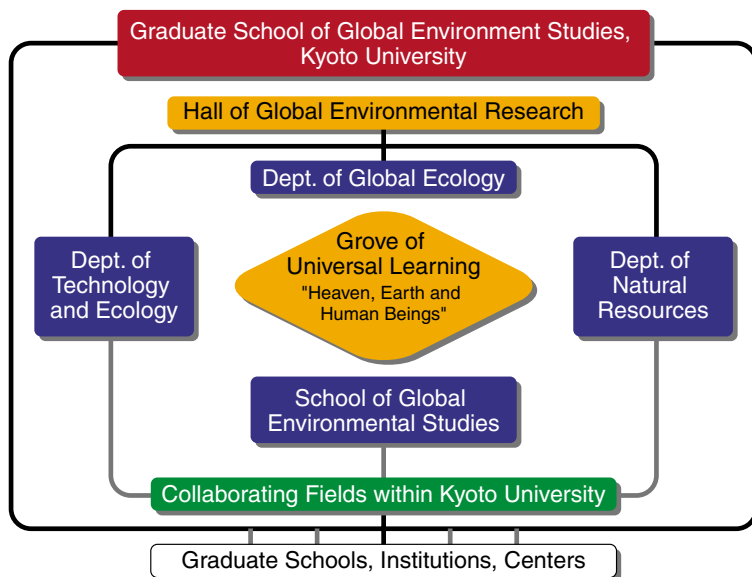 Graduate School of Global Environment Studies,
Kyoto University
Hall of Global Environmental Research
Dept. of Global Ecology
Dept. of
Technology
and Ecology
Grove of
Universal Learning
"Heaven, Earth and
Human Beings"
Dept. of
Natural
Resources
School of Global
Environmental Studies
Collaborating Fields within Kyoto University
Graduate Schools, Institutions, Centers